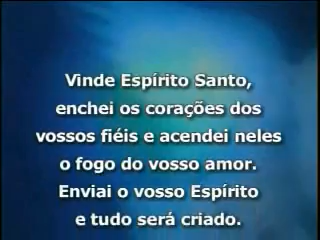 Vinde Espírito Santo,
enchei os corações dos
vossos fiéis e acendei neles
o fogo do vosso amor.
Enviai o vosso Espírito
e tudo será criado.